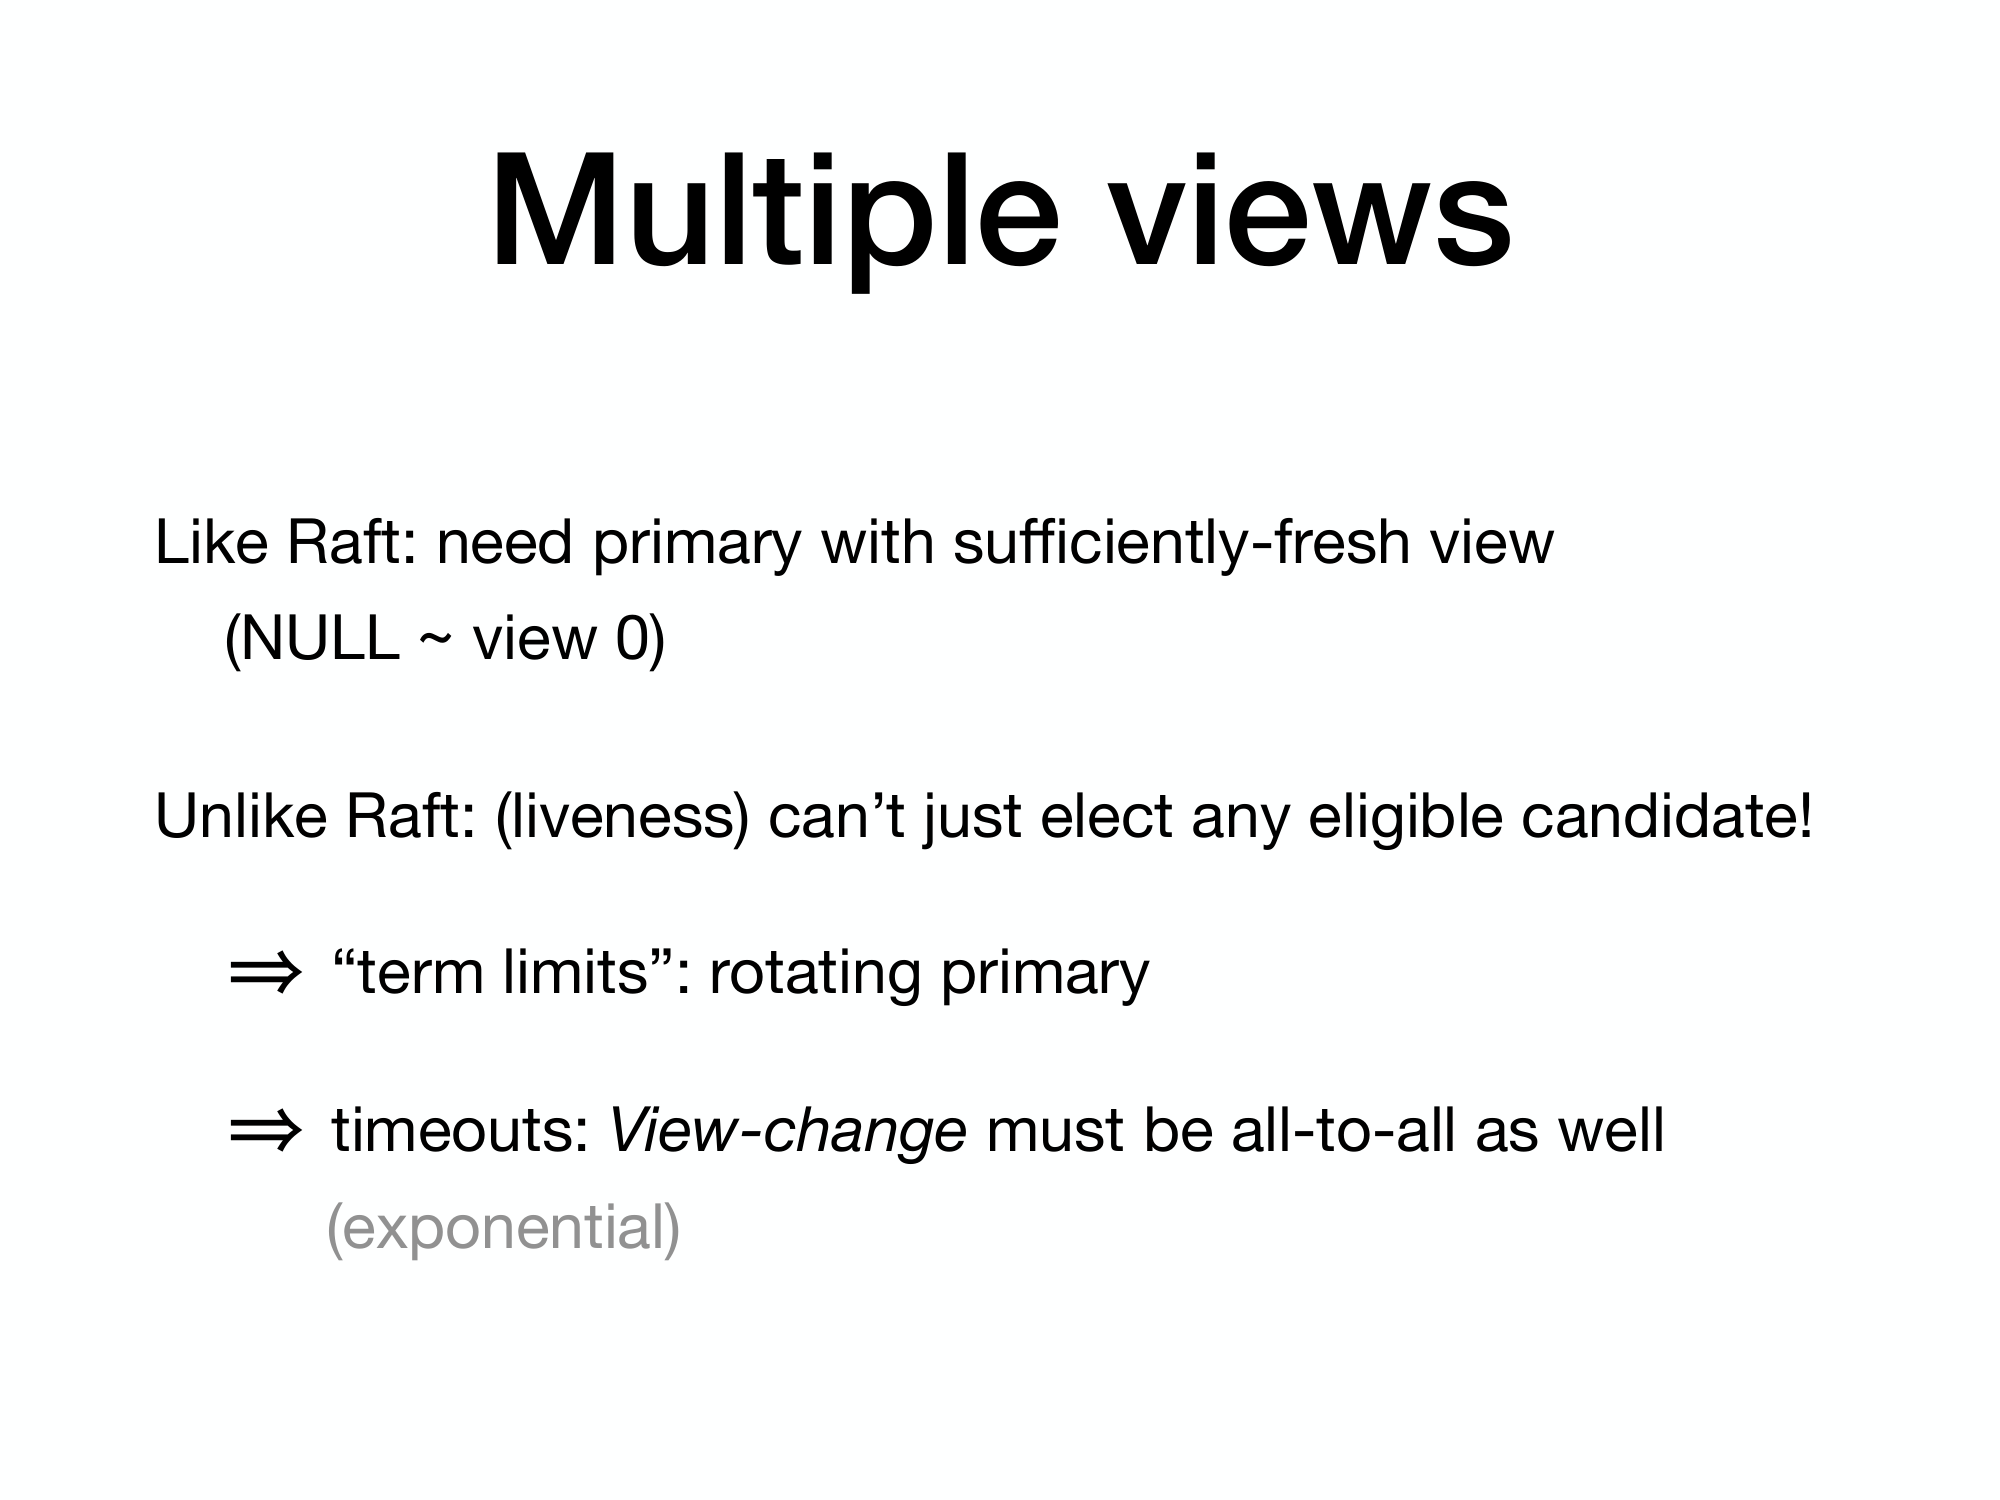 Multiple views
Like Raft: need primary with sufficiently-fresh view
(NULL ~ view 0)
Unlike Raft: (liveness) can’t just elect any eligible candidate!
⇒ “term limits”: rotating primary
⇒ timeouts: View-change must be all-to-all as well
(exponential)